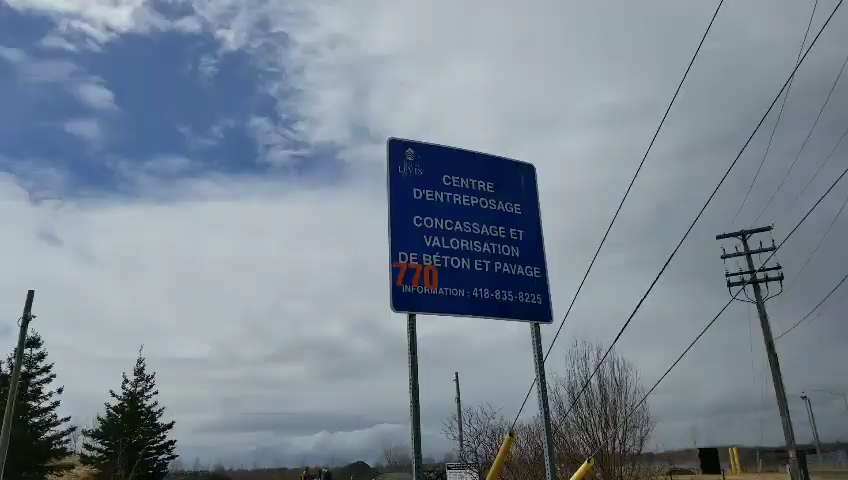 LÉVIS
CENTRE
D'ENTREPOSAGE
CONCASSAGE ET
VALORISATION
DE BÉTON ET PAVAGE
770
INFORMATION : 418-835-8225